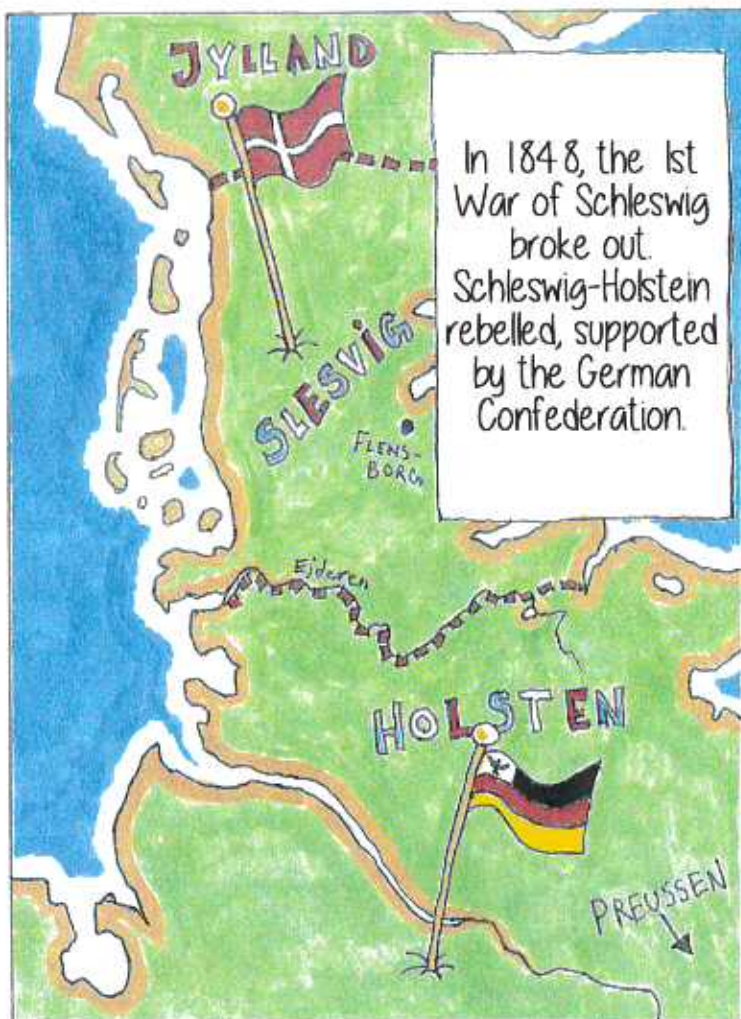 JYLLAND
In 1848, the 1st
War of Schleswig
broke out.
Schleswig-Holstein
rebelled, supported
by the German
Confederation.
SLESVIG
FLENS-
BORG
Ejderen
HOLSTEN
PREUSSEN